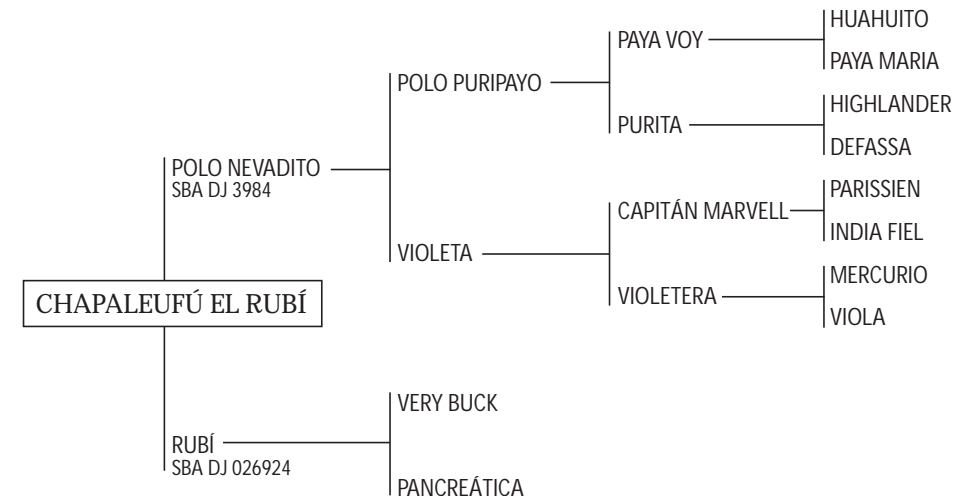 HUAHUITO
PAYA VOY
PAYA MARIA
POLO PURIPAYO
HIGHLANDER
PURITA
DEFASSA
POLO NEVADITO
SBA DJ 3984
PARISSIEN
CAPITÁN MARVELL
INDIA FIEL
VIOLETA
MERCURIO
VIOLETERA
VIOLA
CHAPALEUFÚ EL RUBÍ
VERY BUCK
RUBÍ
SBA DJ 026924
PANCREÁTICA